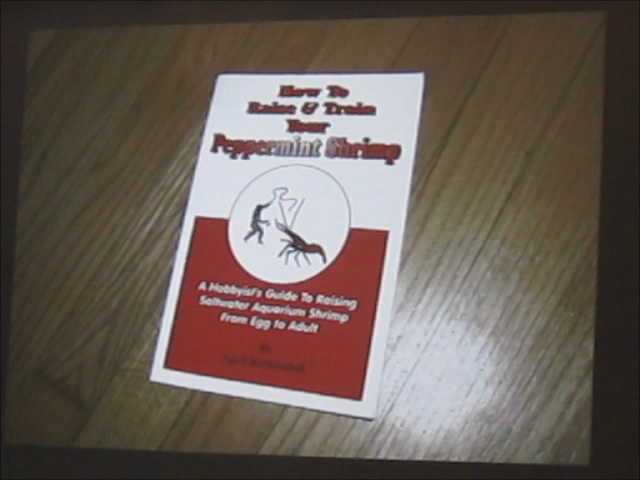 How To
Raise & Train
Your
Peppermint Shrimp
A Hobbyist's Guide To Raising
Saltwater Aquarium Shrimp
From Egg to Adult
By